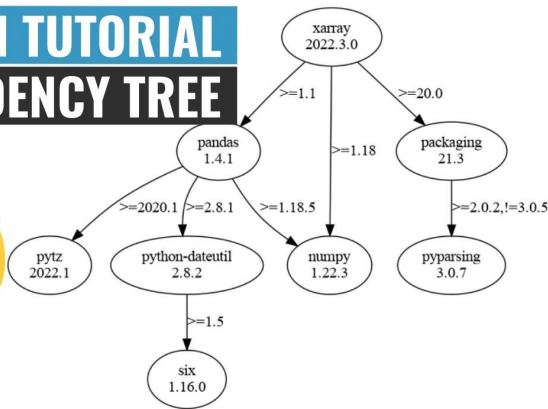 TUTORIAL
DENCY TREE
xarray
2022.3.0
>=1.1
>=20.0
pandas
1.4.1
>=1.18
packaging
21.3
>=2020.1
>=2.8.1
>=1.18.5
>=2.0.2,!=3.0.5
pytz
2022.1
python-dateutil
2.8.2
numpy
1.22.3
pyparsing
3.0.7
>=1.5
six
1.16.0